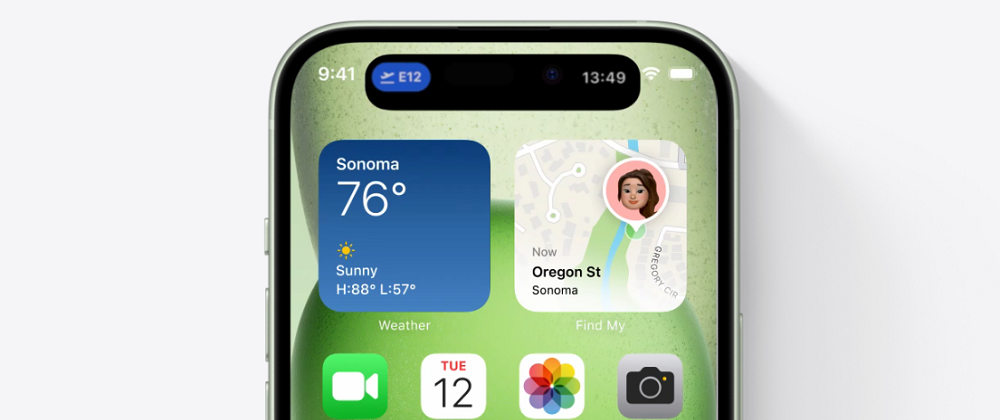 9:41
E12
13:49
Sonoma
76°
Sunny
H:88° L:57°
Weather
Now
Oregon St
Sonoma
GREGORY CIR
Find My
TUE
12